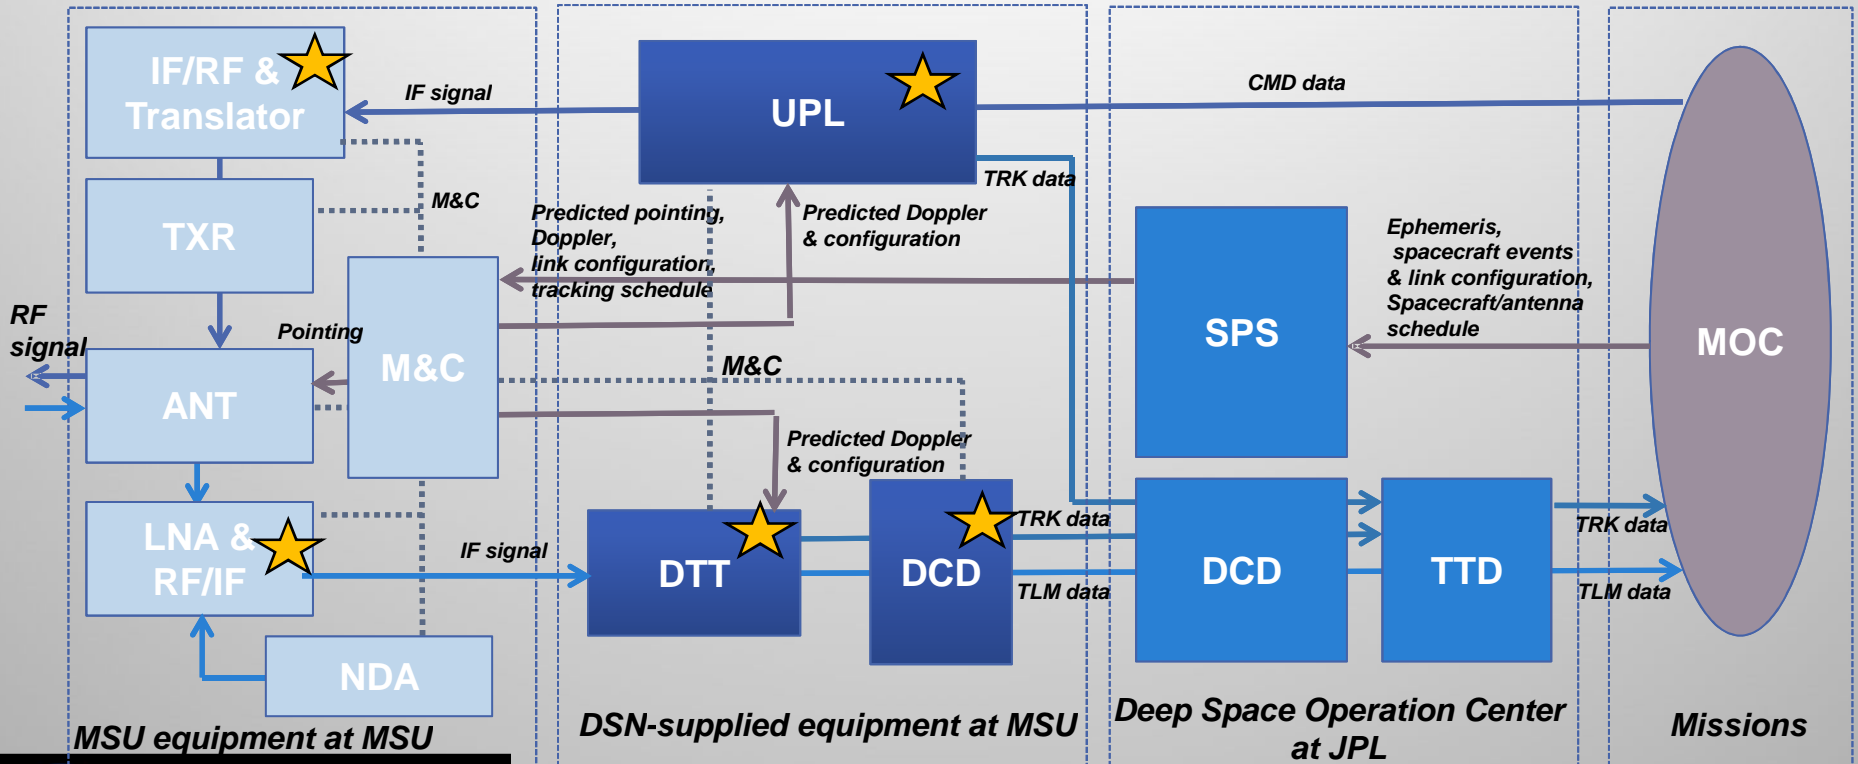 IF/RF &
Translator
IF signal
UPL
CMD data
TRK data
M&C
TXR
Predicted pointing,
Doppler,
link configuration,
tracking schedule
Predicted Doppler
& configuration
Ephemeris,
spacecraft events
& link configuration,
Spacecraft/antenna
schedule
RF
signal
Pointing
M&C
SPS
MOC
ANT
M&C
Predicted Doppler
& configuration
LNA &
RF/IF
IF signal
DTT
DCD
TRK data
TLM data
DCD
TTD
TRK data
TLM data
NDA
MSU equipment at MSU
DSN-supplied equipment at MSU
Deep Space Operation Center
at JPL
Missions